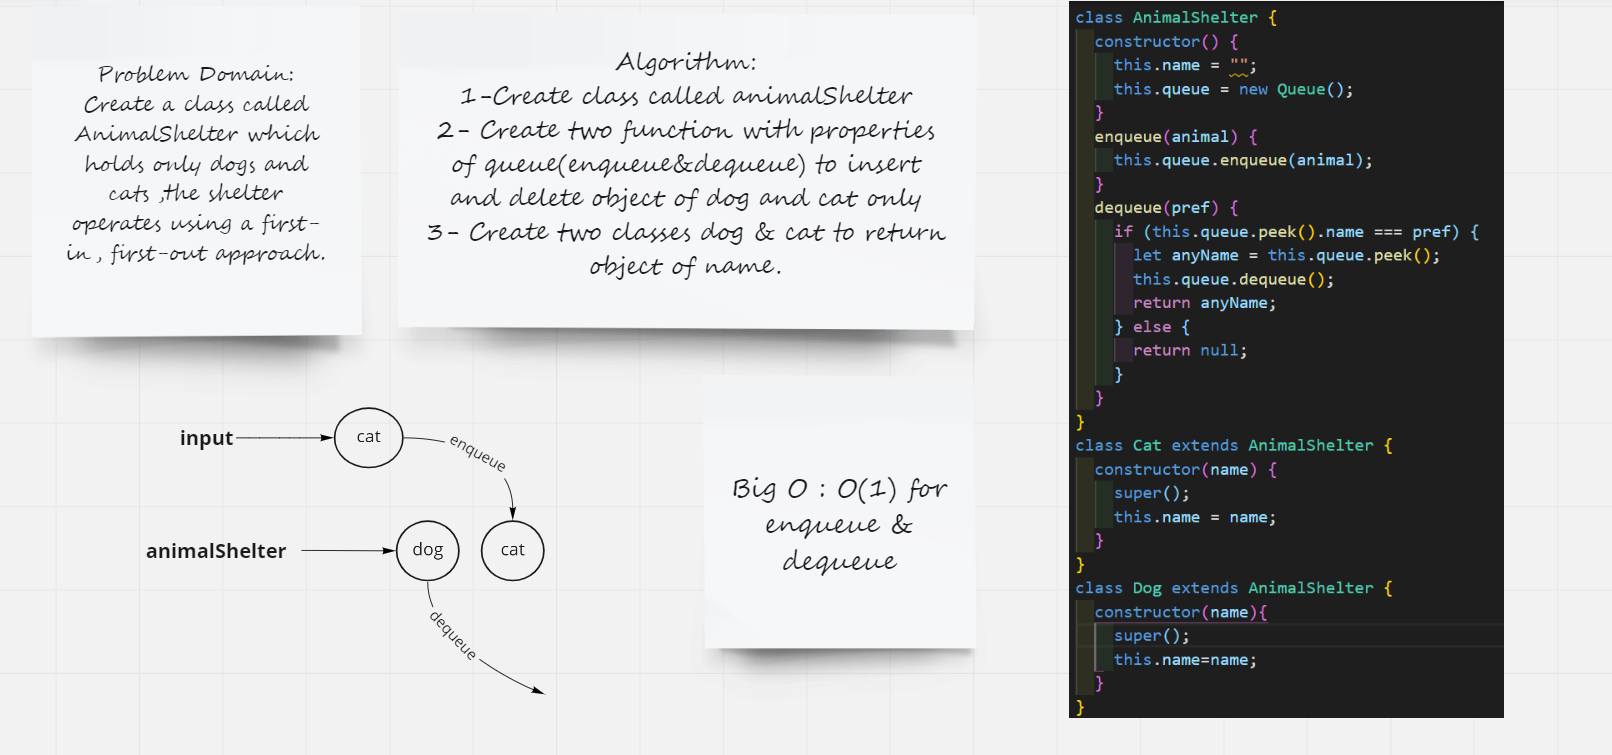 Problem Domain:
Create a class called
AnimalShelter which
holds only dogs and
cats ,the shelter
operates using a first-
in , first-out approach.
Algorithm:
1-Create class called animalShelter
2- Create two function with properties
of queue(enqueue&dequeue) to insert
and delete object of dog and cat only
3- Create two classes dog & cat to return
object of name.
input
cat
enqueue
animalShelter
dog
cat
dequeue
Big O : O(1) for
enqueue &
dequeue
class AnimalShelter {
constructor() {
this.name = "";
this.queue = new Queue();
}
enqueue(animal) {
this.queue.enqueue(animal);
}
dequeue(pref) {
if (this.queue.peek().name === pref) {
let anyName = this.queue.peek();
this.queue.dequeue();
return anyName;
} else {
return null;
}
}
}
class Cat extends AnimalShelter {
constructor(name) {
super();
this.name = name;
}
}
class Dog extends AnimalShelter {
constructor(name){
super();
this.name=name;
}
}